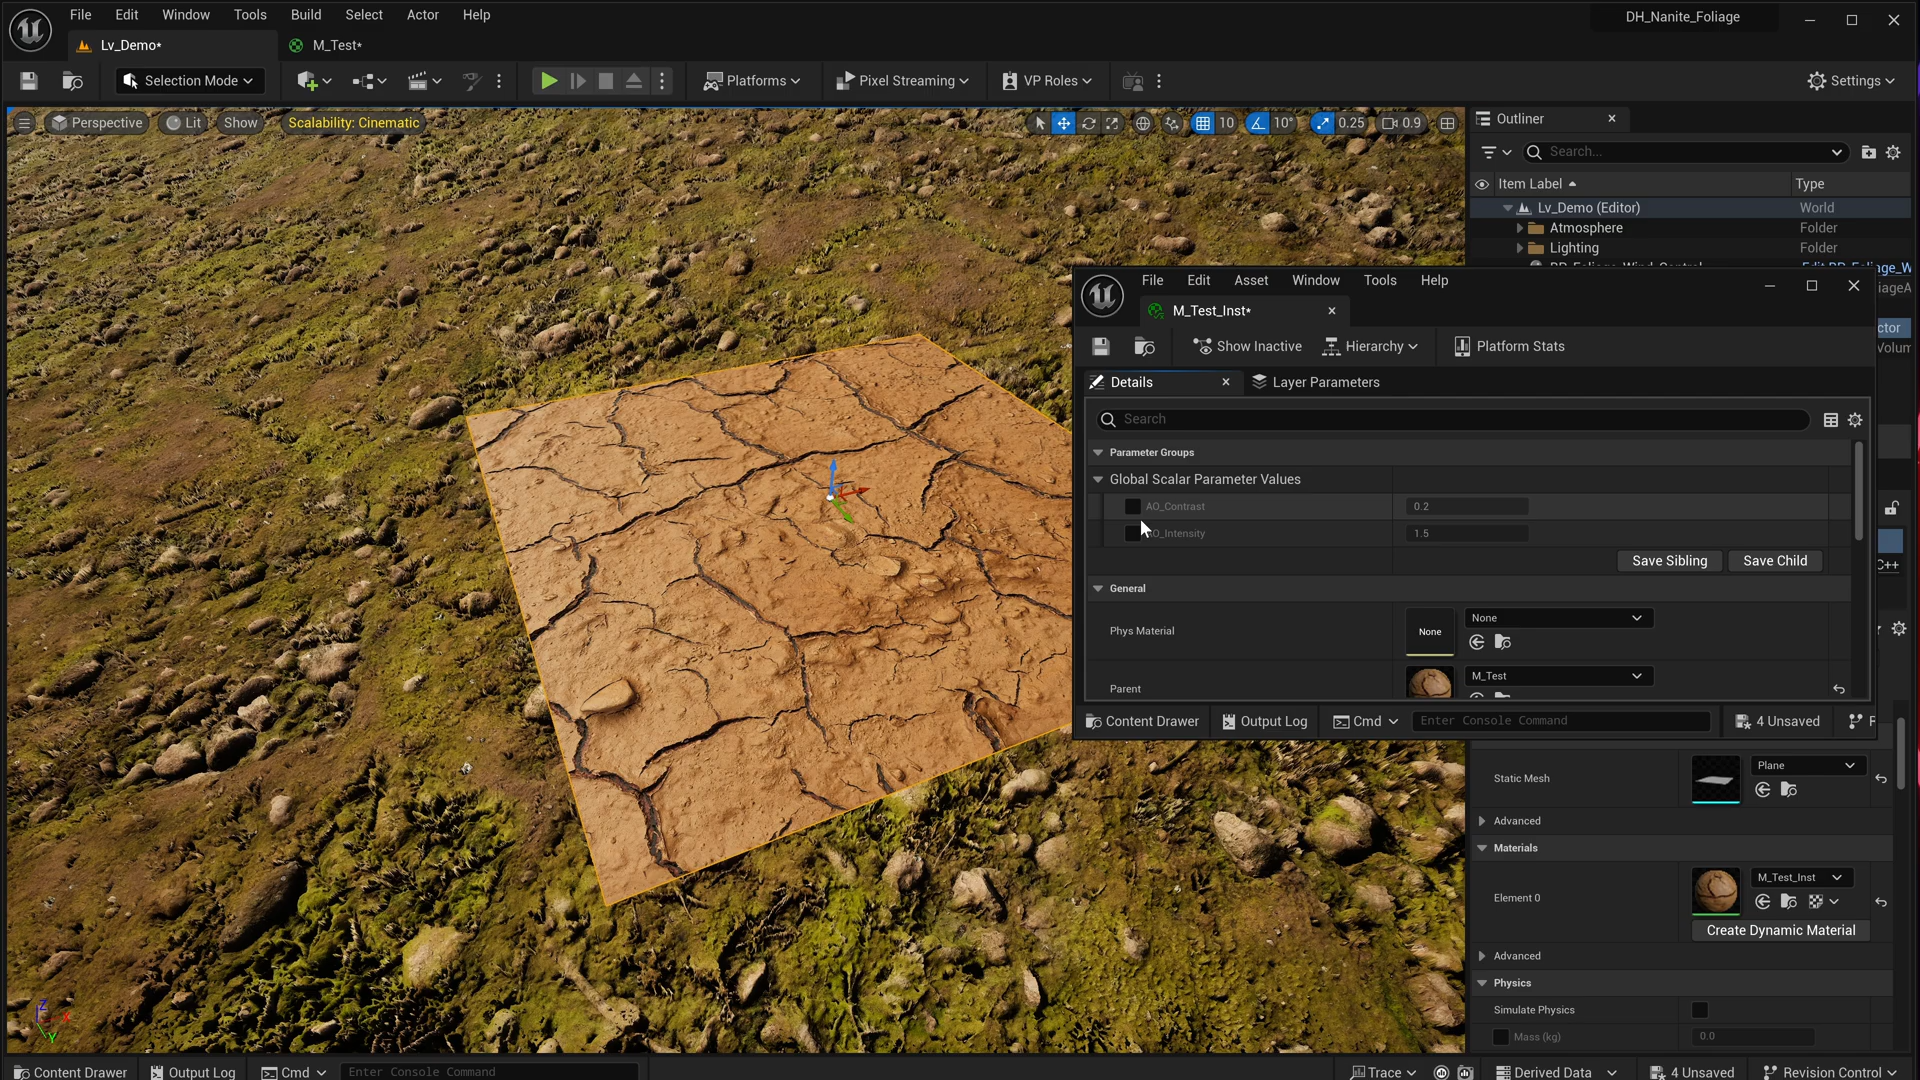 File Edit Window Tools Build Select Actor Help
DH_Nanite_Foliage
Lv_Demo*
M_Test*
Selection Mode
Platforms
Pixel Streaming
VP Roles
Settings
Perspective
Lit
Show
Scalability: Cinematic
10
10°
0.25
0.9
Outliner
Search...
Item Label
Type
Lv_Demo (Editor)
World
Atmosphere
Folder
Lighting
Folder
File Edit Asset Window Tools Help
M_Test_Inst*
Show Inactive
Hierarchy
Platform Stats
ctor
Volum
Details
Layer Parameters
Search
Parameter Groups
Global Scalar Parameter Values
AO_Contrast
0.2
O_Intensity
1.5
Save Sibling
Save Child
C++
General
Phys Material
None
None
Parent
M_Test
Content Drawer
Output Log
Cmd
Enter Console Command
4 Unsaved
Static Mesh
Plane
Advanced
Materials
Element 0
M_Test_Inst
Create Dynamic Material
Advanced
Physics
Simulate Physics
Mass (kg)
0.0
Z
X
Y
Content Drawer
Output Log
Cmd
Enter Console Command
Trace
Derived Data
4 Unsaved
Revision Control